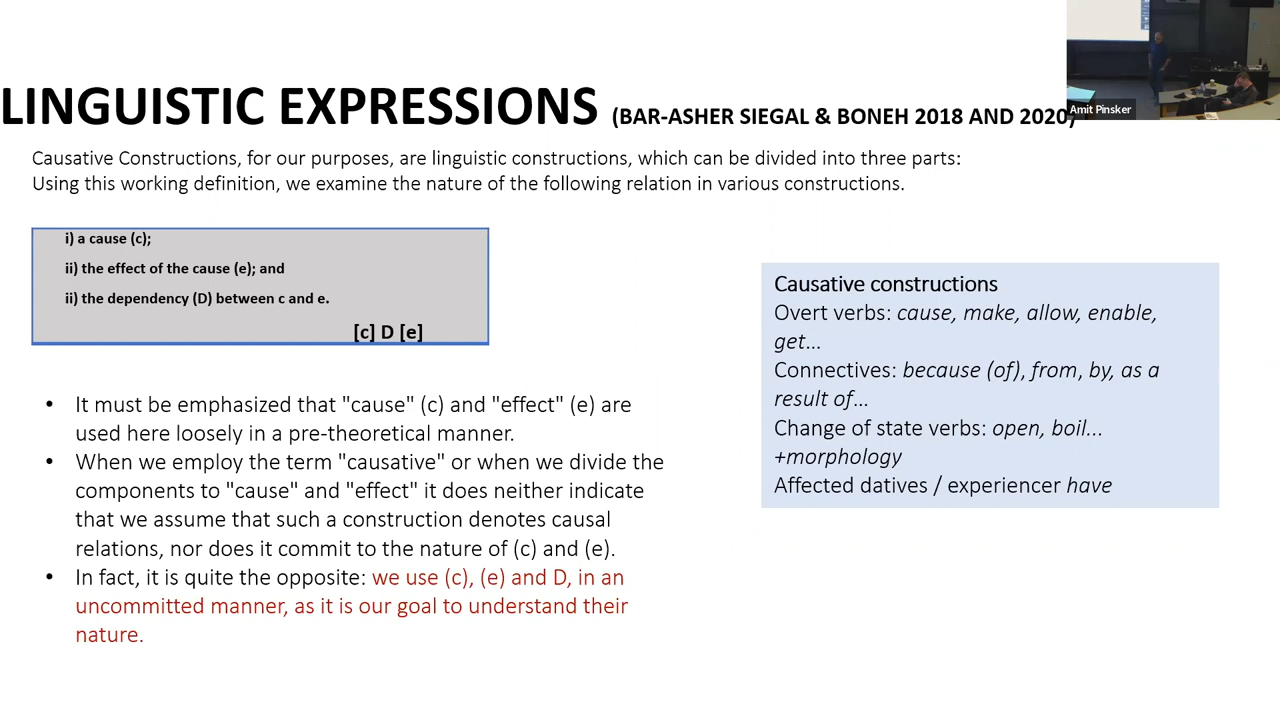 LINGUISTIC EXPRESSIONS (BAR-ASHER SIEGAL & BONEH 2018 AND 2020)
Amit Pinsker
Causative Constructions, for our purposes, are linguistic constructions, which can be divided into three parts:
Using this working definition, we examine the nature of the following relation in various constructions.
i) a cause (c);
ii) the effect of the cause (e); and
ii) the dependency (D) between c and e.
[c] D [e]
• It must be emphasized that "cause" (c) and "effect" (e) are
used here loosely in a pre-theoretical manner.
• When we employ the term "causative" or when we divide the
components to "cause" and "effect" it does neither indicate
that we assume that such a construction denotes causal
relations, nor does it commit to the nature of (c) and (e).
• In fact, it is quite the opposite: we use (c), (e) and D, in an
uncommitted manner, as it is our goal to understand their
nature.
Causative constructions
Overt verbs: cause, make, allow, enable,
get...
Connectives: because (of), from, by, as a
result of...
Change of state verbs: open, boil...
+morphology
Affected datives / experiencer have